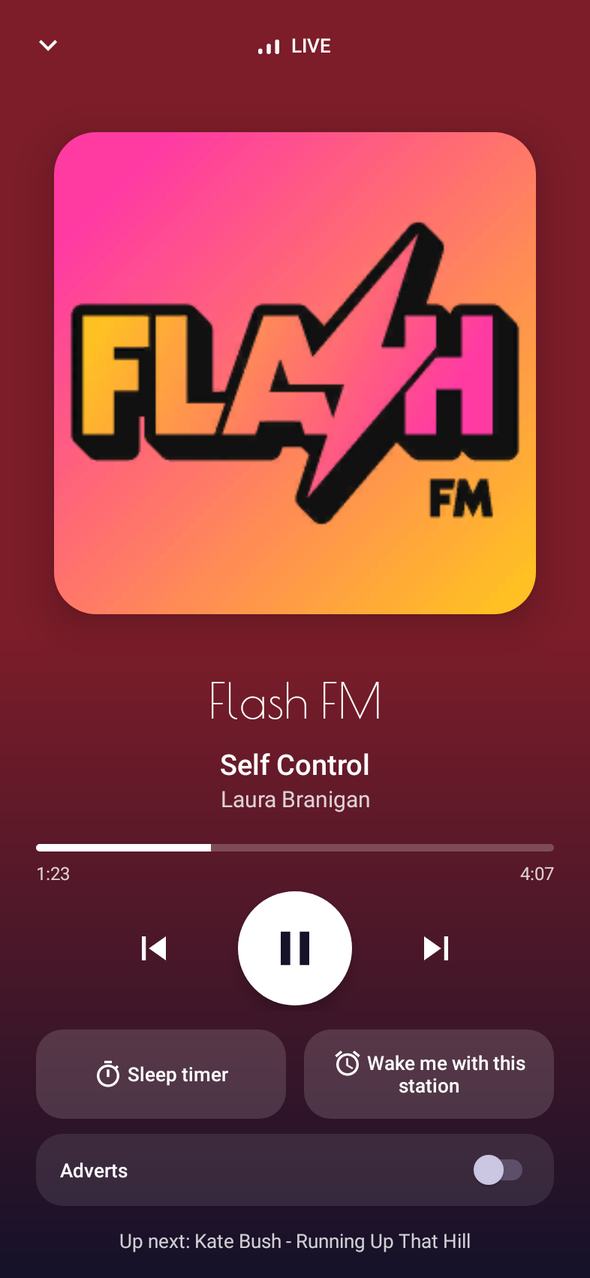 LIVE
FLASH
FM
Flash FM
Self Control
Laura Branigan
1:23
4:07
Sleep timer
Wake me with this
station
Adverts
Up next: Kate Bush - Running Up That Hill